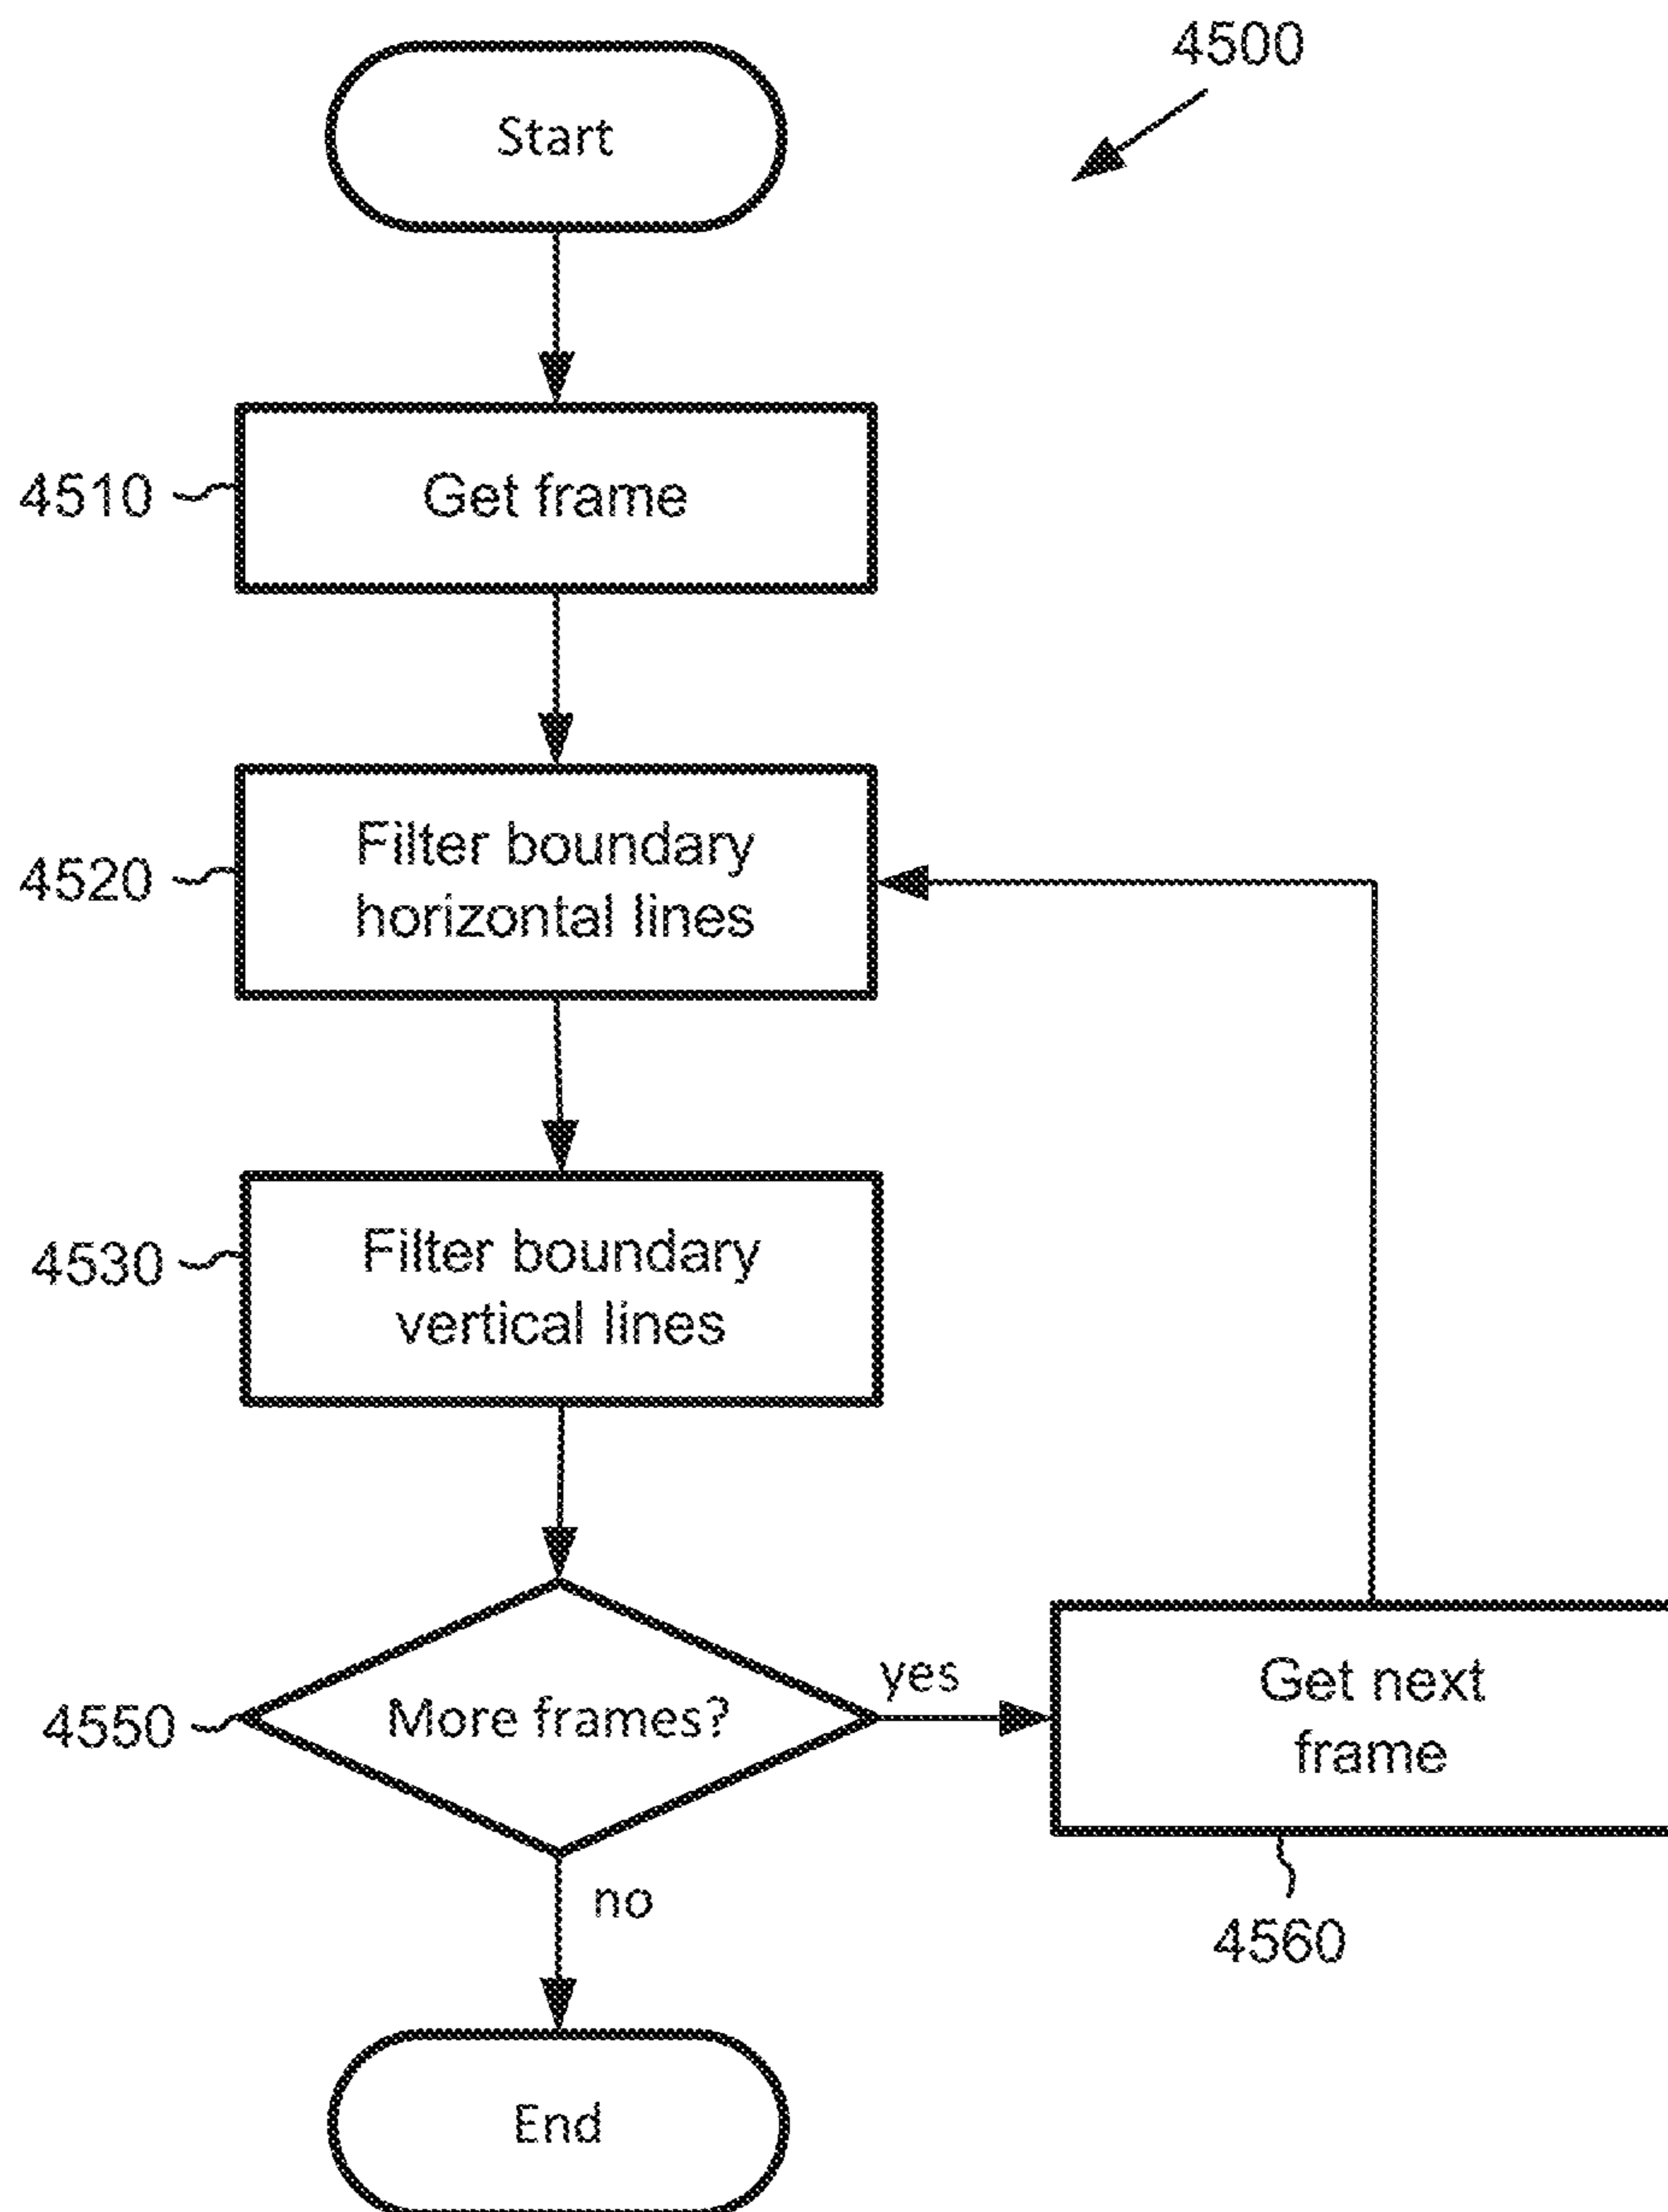 4500
Start
4510
Get frame
4520
Filter boundary
horizontal lines
4530
Filter boundary
vertical lines
4550
More frames?
yes
Get next
frame
4560
no
End